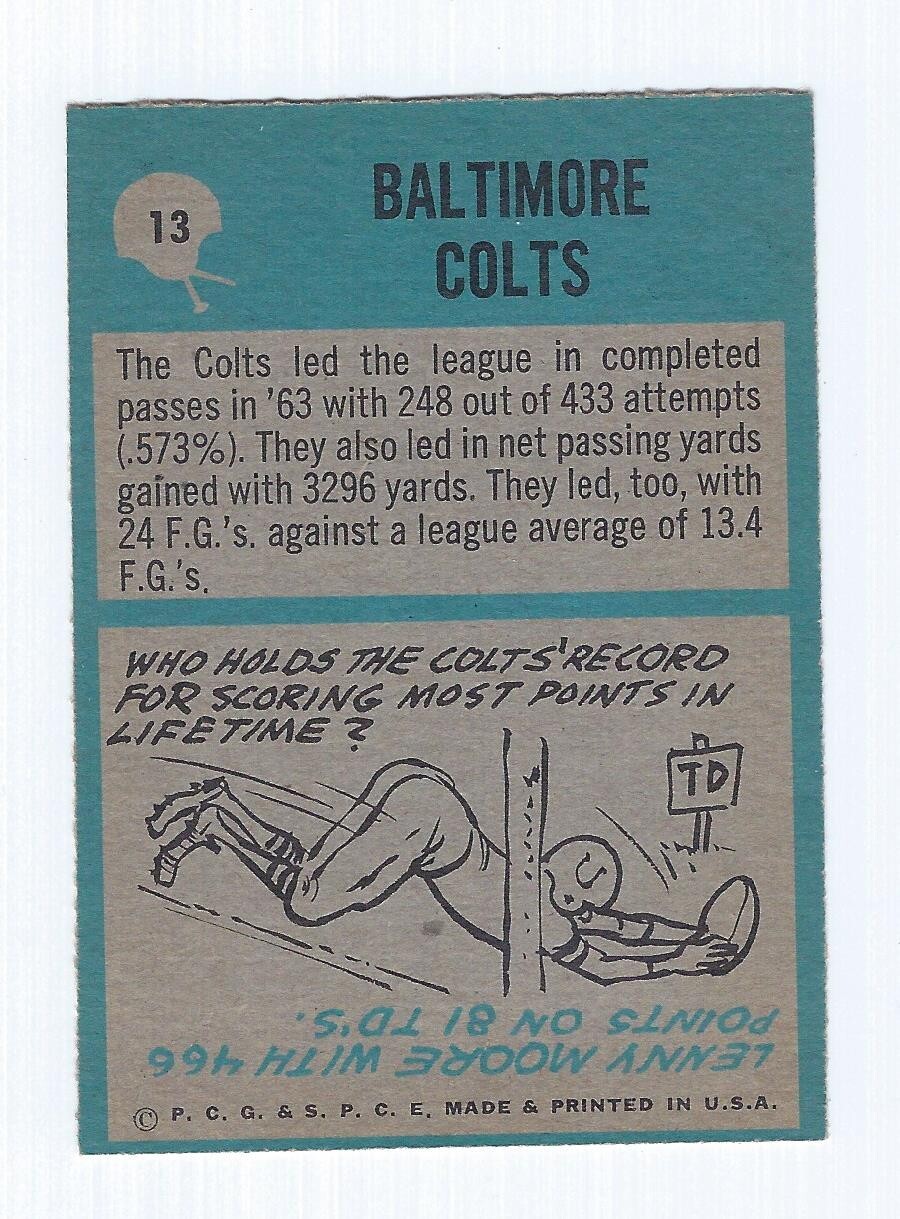 13
BALTIMORE
COLTS
The Colts led the league in completed
passes in '63 with 248 out of 433 attempts
(.573%). They also led in net passing yards
gained with 3296 yards. They led, too, with
24 F.G.'s. against a league average of 13.4
F.G.'s.
WHO HOLDS THE COLTS' RECORD
FOR SCORING MOST POINTS IN
LIFETIME?
TD
LENNY MOORE WITH 466
POINTS ON 81 TD'S.
© P. C. G. & S. P. C. E. MADE & PRINTED IN U.S.A.